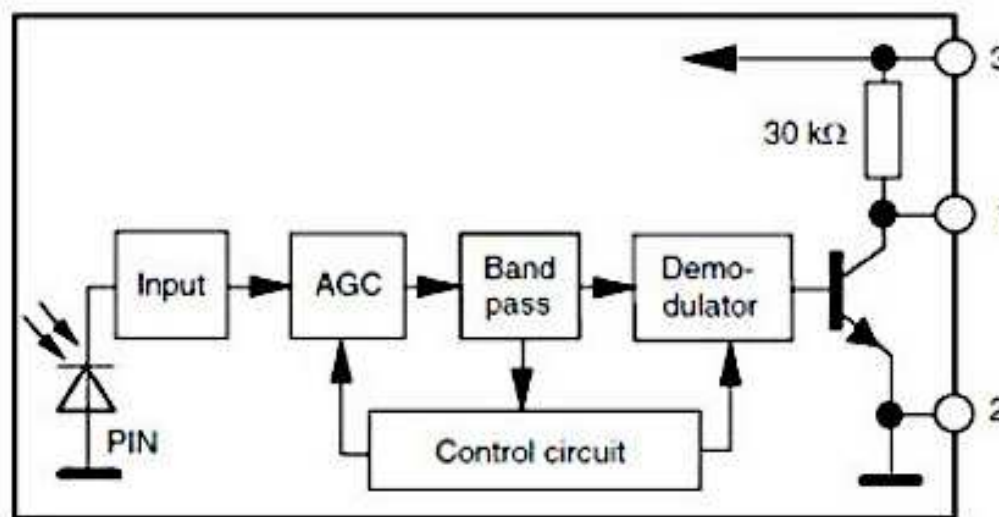 3
30 kΩ
Input
AGC
Band
pass
Demo-
dulator
2
PIN
Control circuit